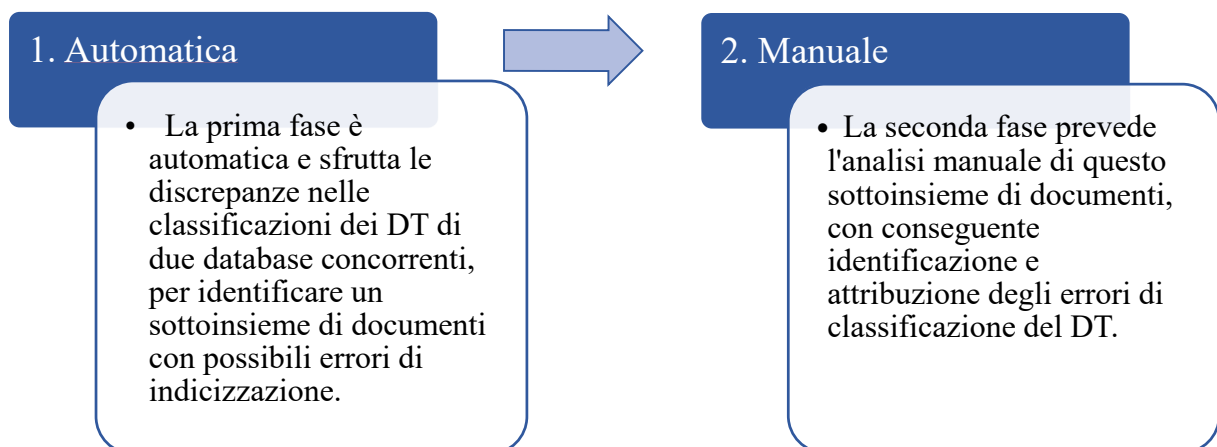 1. Automatica
• La prima fase è
automatica e sfrutta le
discrepanze nelle
classificazioni dei DT di
due database concorrenti,
per identificare un
sottoinsieme di documenti
con possibili errori di
indicizzazione.
2. Manuale
• La seconda fase prevede
l'analisi manuale di questo
sottoinsieme di documenti,
con conseguente
identificazione e
attribuzione degli errori di
classificazione del DT.